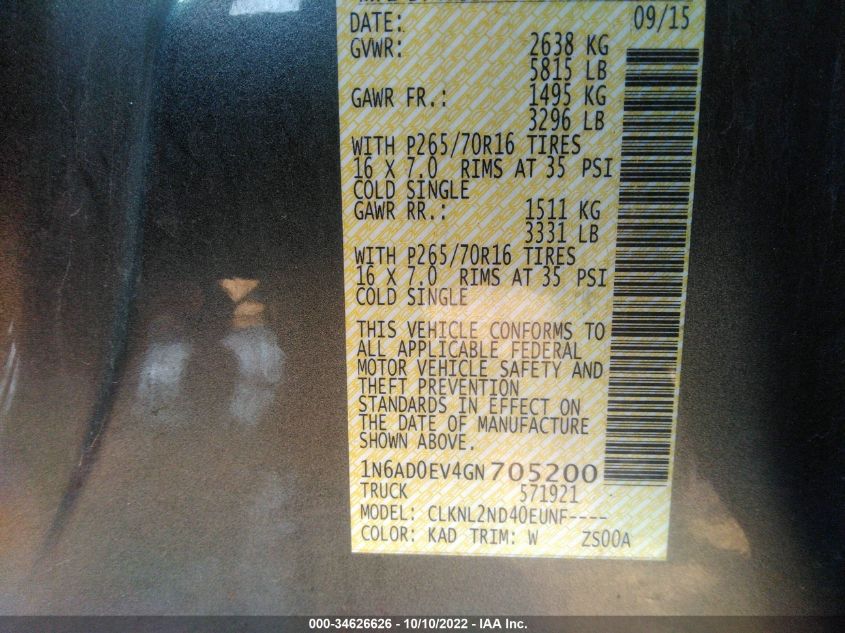 DATE: 09/15
GVWR: 2638 KG
5815 LB
GAWR FR.: 1495 KG
3296 LB
WITH P265/70R16 TIRES
16 X 7.0 RIMS AT 35 PSI
COLD SINGLE
GAWR RR.: 1511 KG
3331 LB
WITH P265/70R16 TIRES
16 X 7.0 RIMS AT 35 PSI
COLD SINGLE
THIS VEHICLE CONFORMS TO
ALL APPLICABLE FEDERAL
MOTOR VEHICLE SAFETY AND
THEFT PREVENTION
STANDARDS IN EFFECT ON
THE DATE OF MANUFACTURE
SHOWN ABOVE.
1N6AD0EV4GN705200
TRUCK 571921
MODEL: CLKNL2ND40EUNF----
COLOR: KAD TRIM: W ZS00A
000-34626626 - 10/10/2022 - IAA Inc.